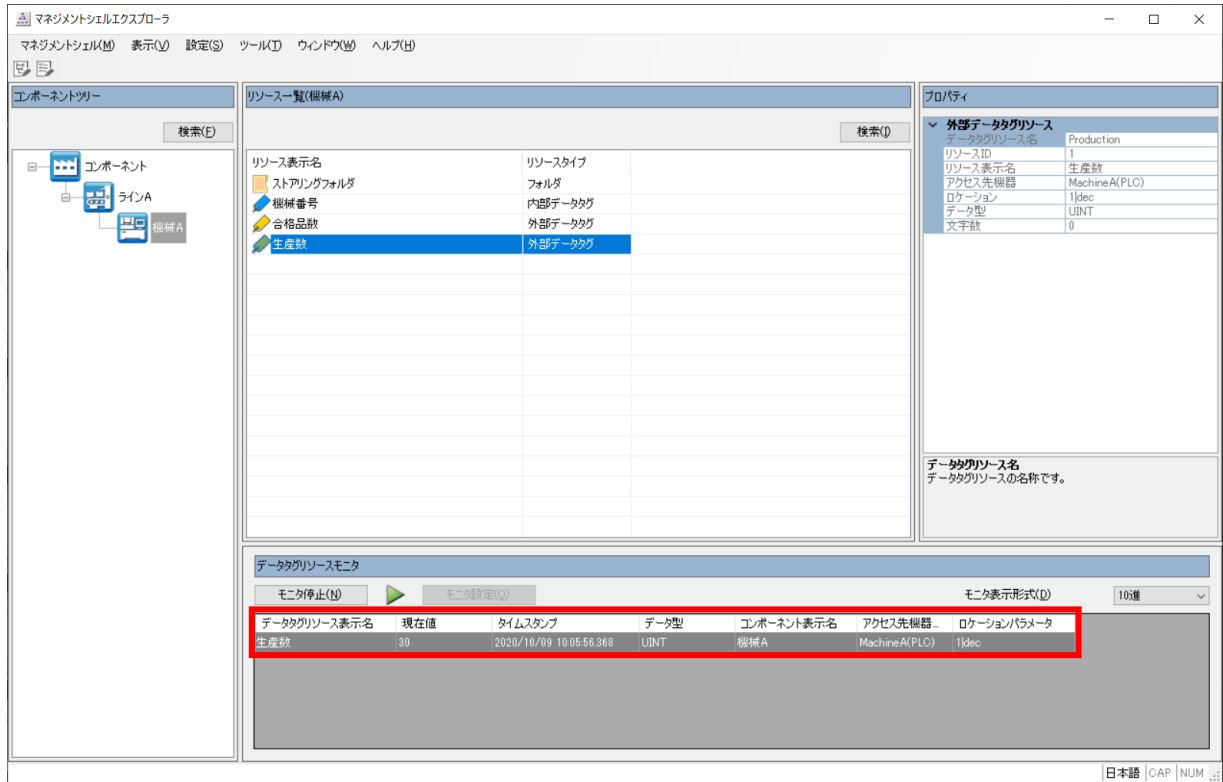 マネジメントシェルエクスプローラ
マネジメントシェル(M) 表示(V) 設定(S) ツール(T) ウィンドウ(W) ヘルプ(H)
コンポーネントツリー
検索(F)
コンポーネント
ラインA
機械A
リソース一覧(機械A)
検索(I)
リソース表示名 リソースタイプ
ストアリングフォルダ フォルダ
機械番号 内部データタグ
合格品数 外部データタグ
生産数 外部データタグ
プロパティ
外部データタグリソース
データタグリソース名 Production
リソースID 1
リソース表示名 生産数
アクセス先機器 MachineA(PLC)
ロケーション 1|dec
データ型 UINT
文字数 0
データタグリソース名
データタグリソースの名称です。
データタグリソースモニタ
モニタ停止(N) モニタ設定(O) モニタ表示形式(D) 10進
データタグリソース表示名 現在値 タイムスタンプ データ型 コンポーネント表示名 アクセス先機器... ロケーションパラメータ
生産数 30 2020/10/09 10:05:56.368 UINT 機械A MachineA(PLC) 1|dec
日本語 CAP NUM